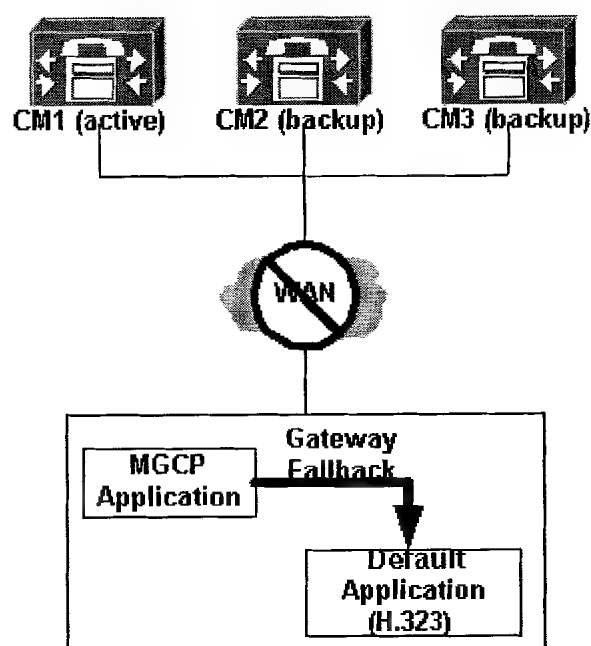 CM1 (active) CM2 (backup) CM3 (backup)
WAN
Gateway
Fallback
MGCP
Application
Default
Application
(H.323)